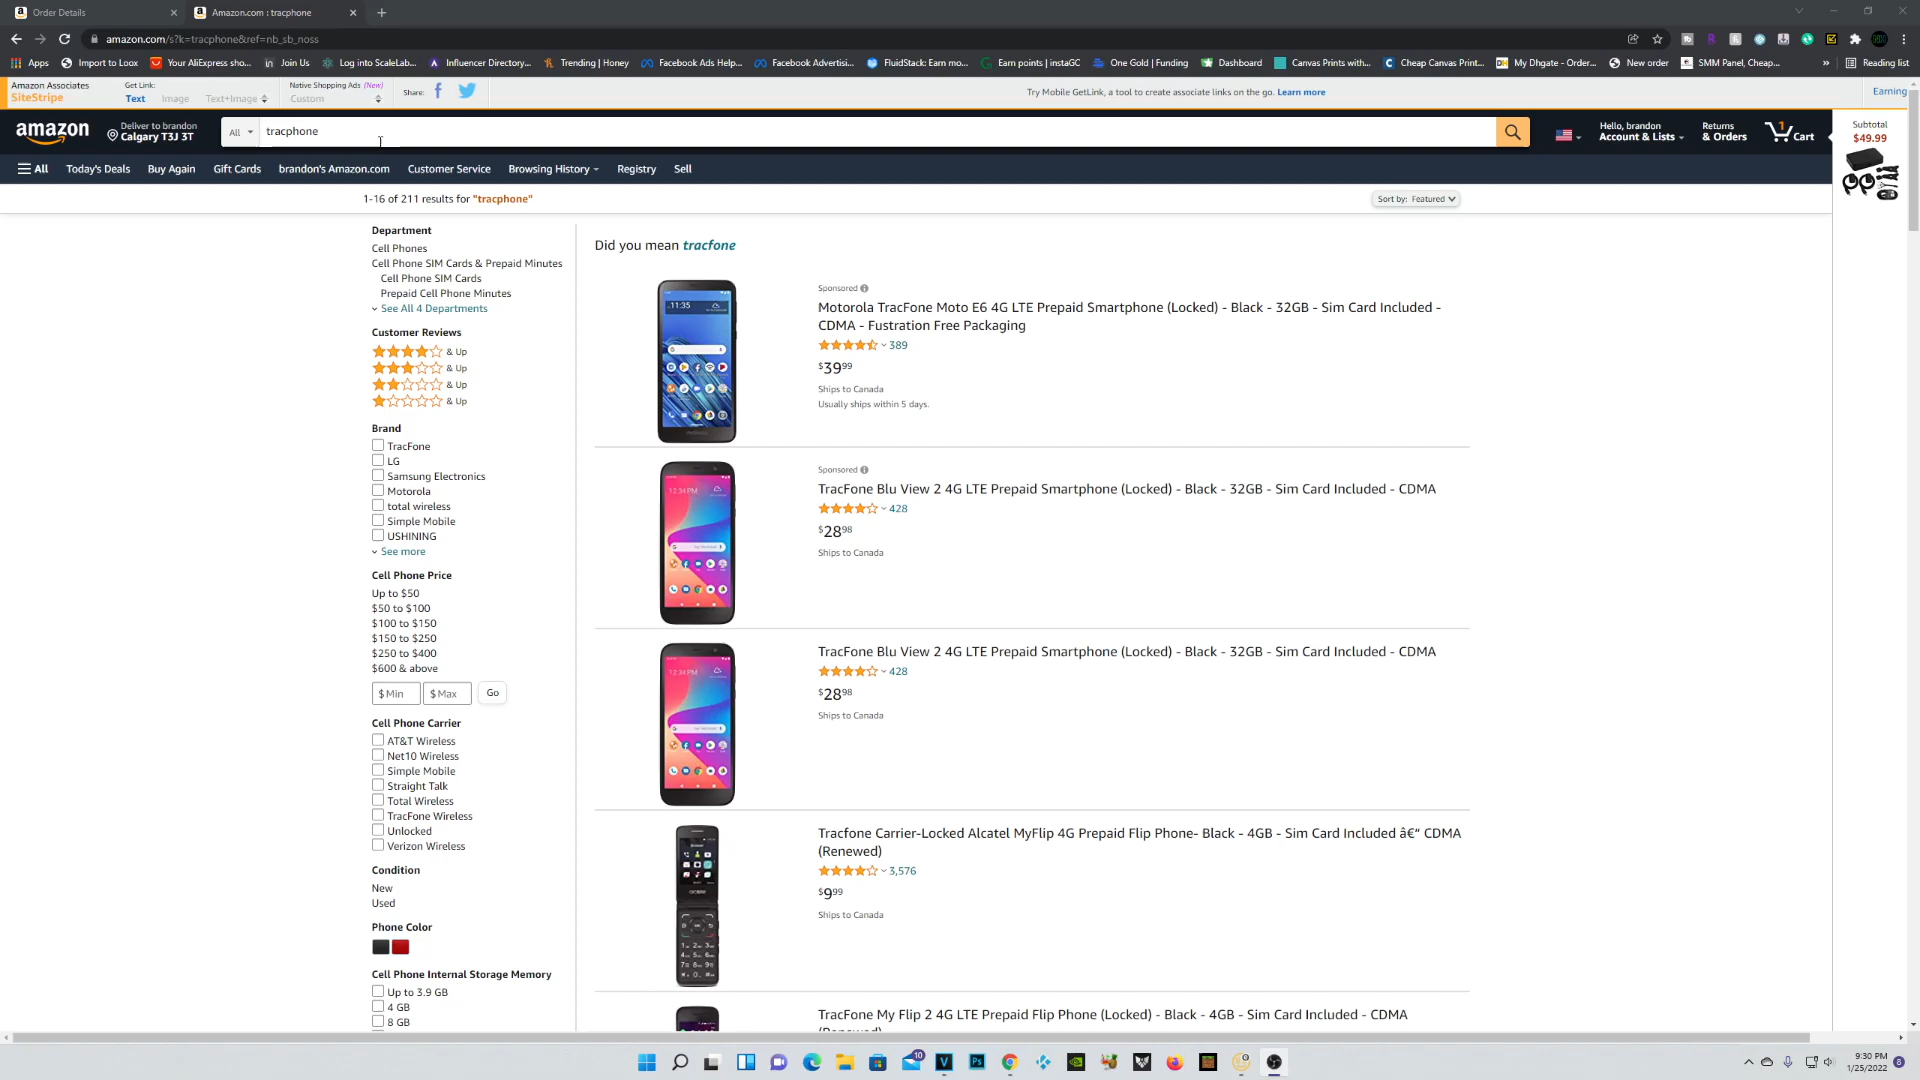 Order Details
Amazon.com : tracphone
amazon.com/s?k=tracphone&ref=nb_sb_noss
Apps
Import to Loox
Your AliExpress sho...
Join Us
Log into ScaleLab...
Influencer Directory...
Trending | Honey
Facebook Ads Help...
Facebook Advertisi...
FluidStack: Earn mo...
Earn points | instaGC
One Gold | Funding
Dashboard
Canvas Prints with...
Cheap Canvas Print...
My Dhgate - Order...
New order
SMM Panel, Cheap...
»
Reading list
Amazon Associates
SiteStripe
Get Link:
Text
Image
Text+Image
Native Shopping Ads (New)
Custom
Share:
Try Mobile GetLink, a tool to create associate links on the go. Learn more
Earning
amazon
Deliver to brandon
Calgary T3J 3T
All
tracphone
Hello, brandon
Account & Lists
Returns
& Orders
1
Cart
Subtotal
$49.99
All
Today's Deals
Buy Again
Gift Cards
brandon's Amazon.com
Customer Service
Browsing History
Registry
Sell
1-16 of 211 results for "tracphone"
Sort by: Featured
Department
Cell Phones
Cell Phone SIM Cards & Prepaid Minutes
Cell Phone SIM Cards
Prepaid Cell Phone Minutes
See All 4 Departments
Customer Reviews
& Up
& Up
& Up
& Up
Brand
TracFone
LG
Samsung Electronics
Motorola
total wireless
Simple Mobile
USHINING
See more
Cell Phone Price
Up to $50
$50 to $100
$100 to $150
$150 to $250
$250 to $400
$600 & above
$ Min
$ Max
Go
Cell Phone Carrier
AT&T Wireless
Net10 Wireless
Simple Mobile
Straight Talk
Total Wireless
TracFone Wireless
Unlocked
Verizon Wireless
Condition
New
Used
Phone Color
Cell Phone Internal Storage Memory
Up to 3.9 GB
4 GB
8 GB
Did you mean tracfone
11:35
Sponsored
Motorola TracFone Moto E6 4G LTE Prepaid Smartphone (Locked) - Black - 32GB - Sim Card Included -
CDMA - Fustration Free Packaging
389
$39.99
Ships to Canada
Usually ships within 5 days.
12:34 PM
Sponsored
TracFone Blu View 2 4G LTE Prepaid Smartphone (Locked) - Black - 32GB - Sim Card Included - CDMA
428
$28.98
Ships to Canada
12:34 PM
TracFone Blu View 2 4G LTE Prepaid Smartphone (Locked) - Black - 32GB - Sim Card Included - CDMA
428
$28.98
Ships to Canada
Tracfone Carrier-Locked Alcatel MyFlip 4G Prepaid Flip Phone- Black - 4GB - Sim Card Included â€“ CDMA
(Renewed)
3,576
$9.99
Ships to Canada
TracFone My Flip 2 4G LTE Prepaid Flip Phone (Locked) - Black - 4GB - Sim Card Included - CDMA
(Renewed)
10
9:30 PM
1/25/2022
8